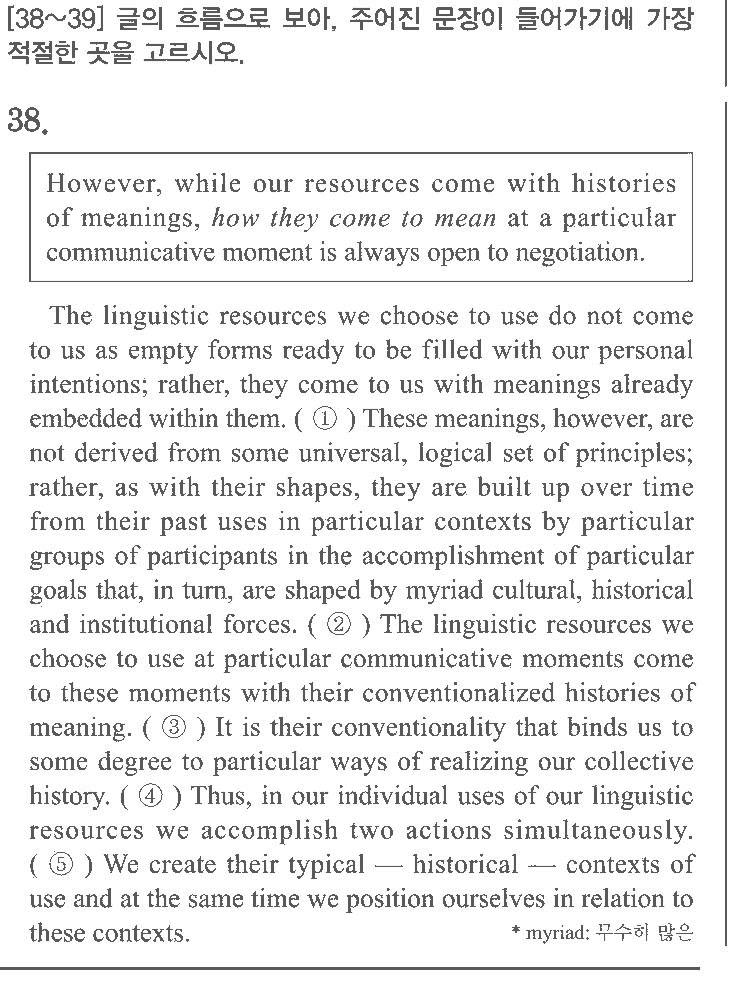 [38~39] 글의 흐름으로 보아, 주어진 문장이 들어가기에 가장
적절한 곳을 고르시오.
38.
However, while our resources come with histories
of meanings, how they come to mean at a particular
communicative moment is always open to negotiation.
The linguistic resources we choose to use do not come
to us as empty forms ready to be filled with our personal
intentions; rather, they come to us with meanings already
embedded within them. ( ① ) These meanings, however, are
not derived from some universal, logical set of principles;
rather, as with their shapes, they are built up over time
from their past uses in particular contexts by particular
groups of participants in the accomplishment of particular
goals that, in turn, are shaped by myriad cultural, historical
and institutional forces. ( ② ) The linguistic resources we
choose to use at particular communicative moments come
to these moments with their conventionalized histories of
meaning. ( ③ ) It is their conventionality that binds us to
some degree to particular ways of realizing our collective
history. ( ④ ) Thus, in our individual uses of our linguistic
resources we accomplish two actions simultaneously.
( ⑤ ) We create their typical — historical — contexts of
use and at the same time we position ourselves in relation to
these contexts.
* myriad: 무수히 많은